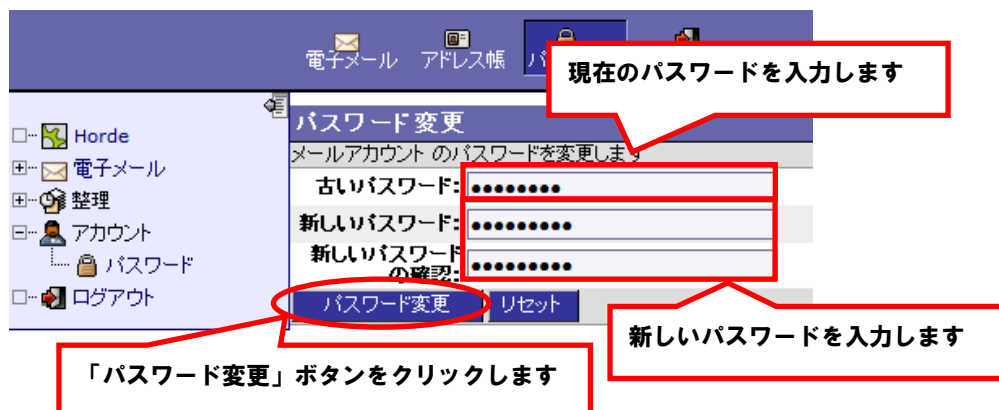 電子メール アドレス帳 パ
現在のパスワードを入力します
Horde
電子メール
整理
アカウント
パスワード
ログアウト
パスワード変更
メールアカウント のパスワードを変更します
古いパスワード:
新しいパスワード:
新しいパスワード
の確認:
パスワード変更 リセット
新しいパスワードを入力します
「パスワード変更」ボタンをクリックします